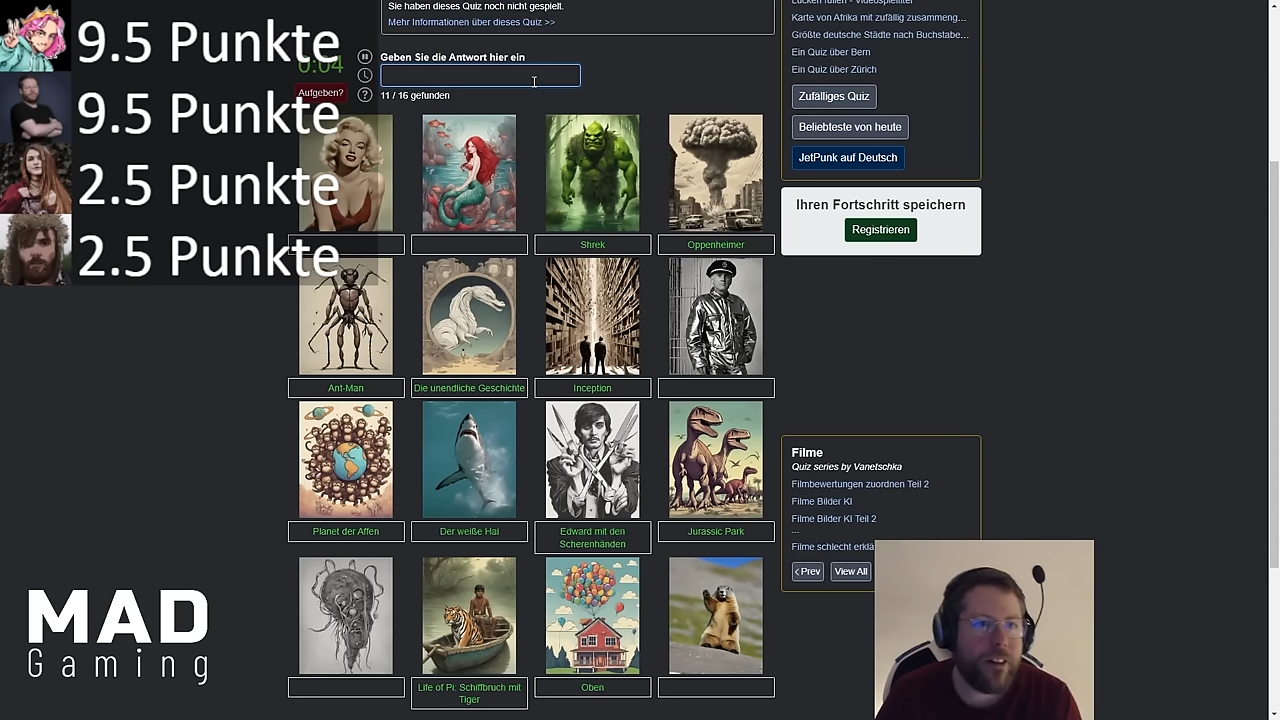 9.5 Punkte
9.5 Punkte
2.5 Punkte
2.5 Punkte
Sie haben dieses Quiz noch nicht gespielt.
Mehr Informationen über dieses Quiz >>
0:04
Geben Sie die Antwort hier ein
Aufgeben?
11 / 16 gefunden
Shrek
Oppenheimer
Ant-Man
Die unendliche Geschichte
Inception
Planet der Affen
Der weiße Hai
Edward mit den
Scherenhänden
Jurassic Park
Life of Pi: Schiffbruch mit
Tiger
Oben
Karte von Afrika mit zufällig zusammeng...
Größte deutsche Städte nach Buchstabe...
Ein Quiz über Bern
Ein Quiz über Zürich
Zufälliges Quiz
Beliebteste von heute
JetPunk auf Deutsch
Ihren Fortschritt speichern
Registrieren
Filme
Quiz series by Vanetschka
Filmbewertungen zuordnen Teil 2
Filme Bilder KI
Filme Bilder KI Teil 2
...
Filme schlecht erklä
< Prev
View All
MAD
Gaming